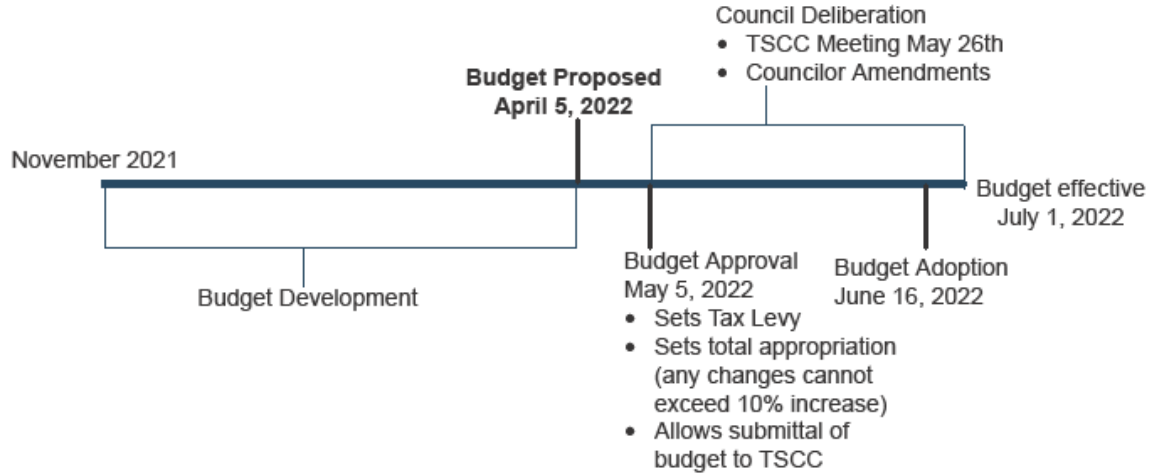 Council Deliberation
• TSCC Meeting May 26th
• Councilor Amendments
Budget Proposed
April 5, 2022
November 2021
Budget effective
July 1, 2022
Budget Development
Budget Approval
May 5, 2022
• Sets Tax Levy
• Sets total appropriation
(any changes cannot
exceed 10% increase)
• Allows submittal of
budget to TSCC
Budget Adoption
June 16, 2022